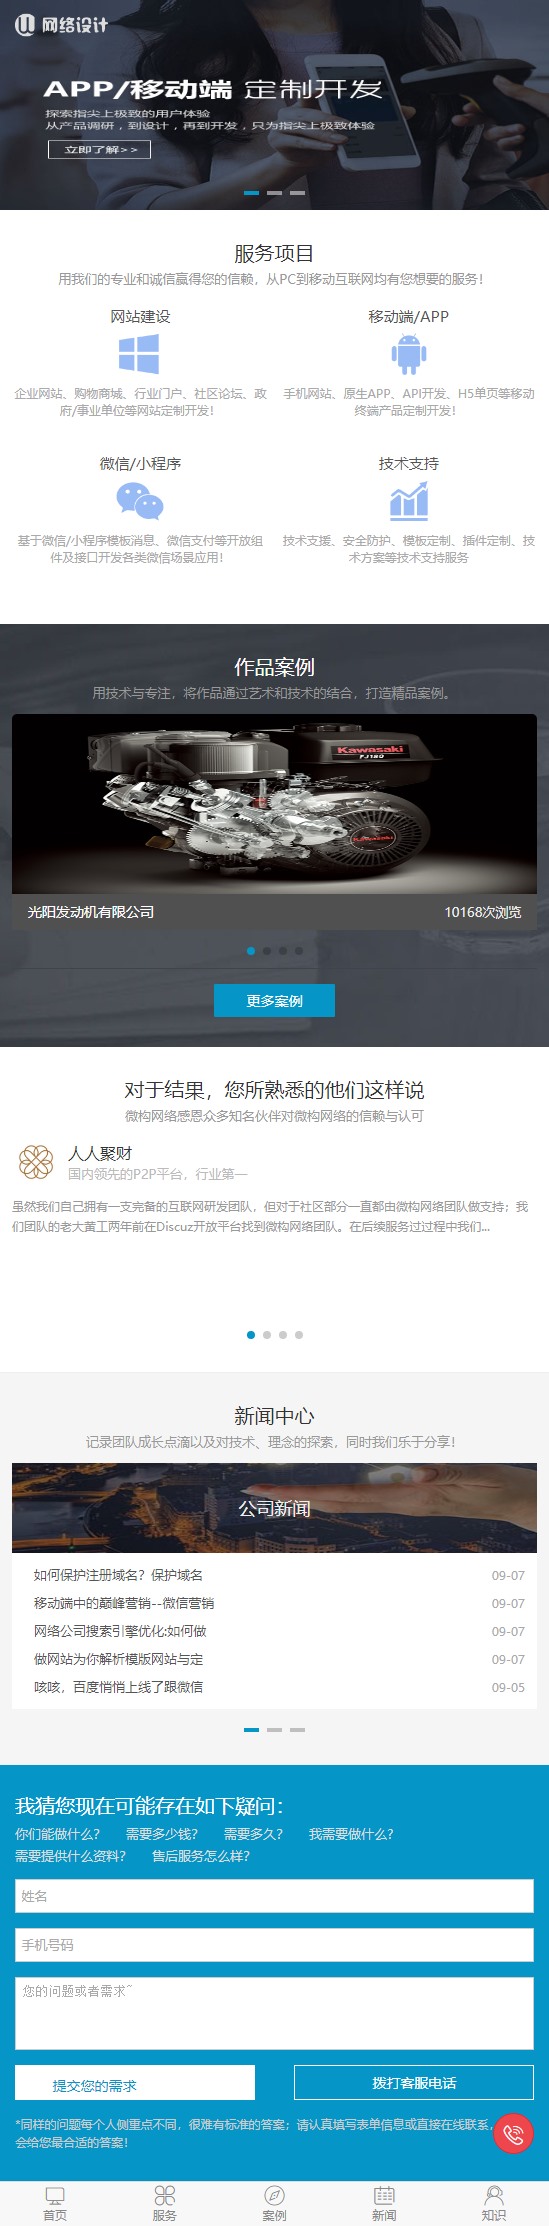 网络设计
APP/移动端 定制开发
探索指尖上极致的用户体验
从产品调研，到设计，再到开发，只为指尖上极致体验
立即了解>>
服务项目
用我们的专业和诚信赢得您的信赖，从PC到移动互联网均有您想要的服务！
网站建设
移动端/APP
企业网站、购物商城、行业门户、社区论坛、政
府/事业单位等网站定制开发！
手机网站、原生APP、API开发、H5单页等移动
终端产品定制开发！
微信/小程序
技术支持
基于微信/小程序模板消息、微信支付等开放组
件及接口开发各类微信场景应用！
技术支援、安全防护、模板定制、插件定制、技
术方案等技术支持服务
作品案例
用技术与专注，将作品通过艺术和技术的结合，打造精品案例。
Kawasaki
FJ180
Kawasaki
光阳发动机有限公司
10168次浏览
更多案例
对于结果，您所熟悉的他们这样说
微构网络感恩众多知名伙伴对微构网络的信赖与认可
人人聚财
国内领先的P2P平台，行业第一
虽然我们自己拥有一支完备的互联网研发团队，但对于社区部分一直都由微构网络团队做支持；我
们团队的老大黄工两年前在Discuz开放平台找到微构网络团队。在后续服务过过程中我们...
新闻中心
记录团队成长点滴以及对技术、理念的探索，同时我们乐于分享！
公司新闻
如何保护注册域名？保护域名 09-07
移动端中的巅峰营销--微信营销 09-07
网络公司搜索引擎优化:如何做 09-07
做网站为你解析模版网站与定 09-07
咳咳，百度悄悄上线了跟微信 09-05
我猜您现在可能存在如下疑问：
你们能做什么？ 需要多少钱？ 需要多久？ 我需要做什么？
需要提供什么资料？ 售后服务怎么样？
姓名
手机号码
您的问题或者需求~
提交您的需求
拨打客服电话
*同样的问题每个人侧重点不同，很难有标准的答案；请认真填写表单信息或直接在线联系，
会给您最合适的答案！
首页
服务
案例
新闻
知识